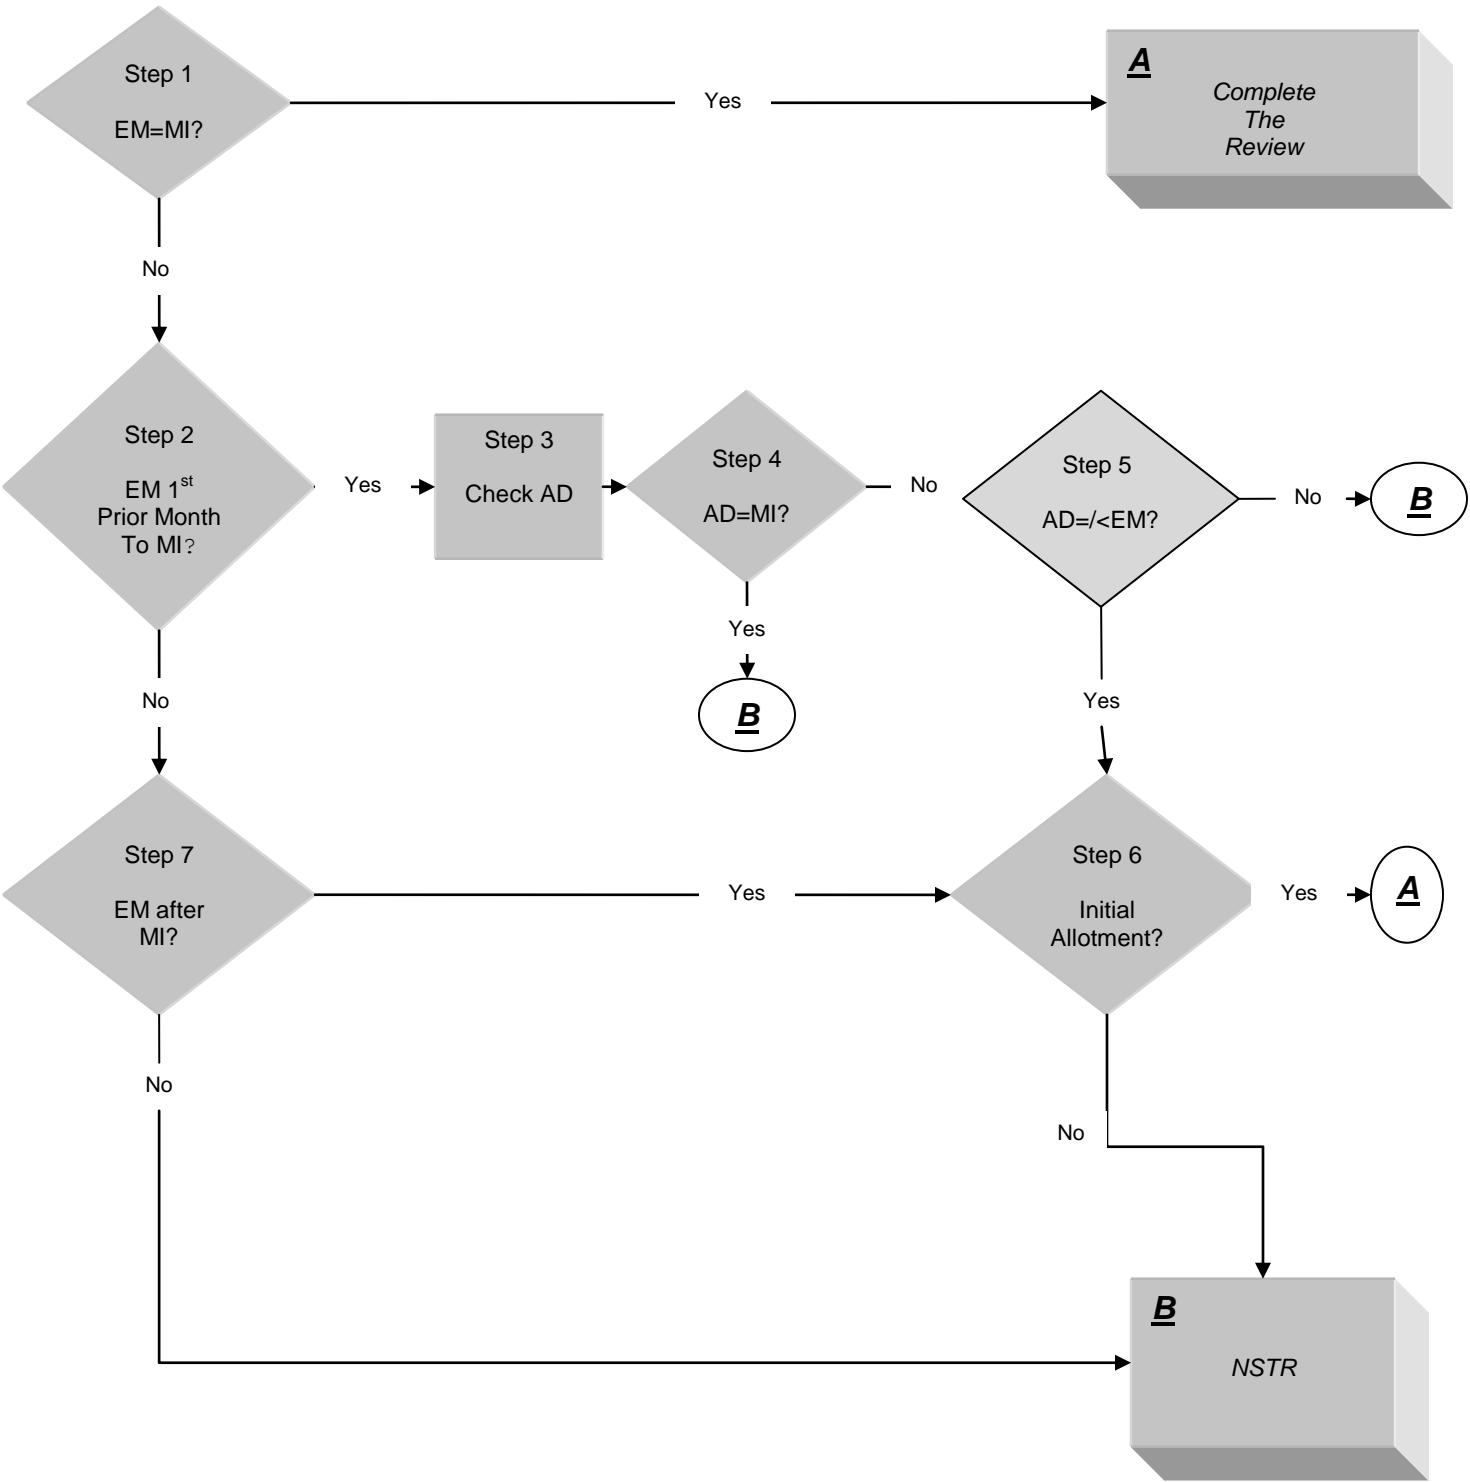 Step 1
EM=MI?
Yes
A
Complete
The
Review
No
Step 2
EM 1st
Prior Month
To MI?
Yes
Step 3
Check AD
Step 4
AD=MI?
No
Step 5
AD=/<EM?
No
B
Yes
B
Yes
No
Step 7
EM after
MI?
Yes
Step 6
Initial
Allotment?
Yes
A
No
No
B
NSTR